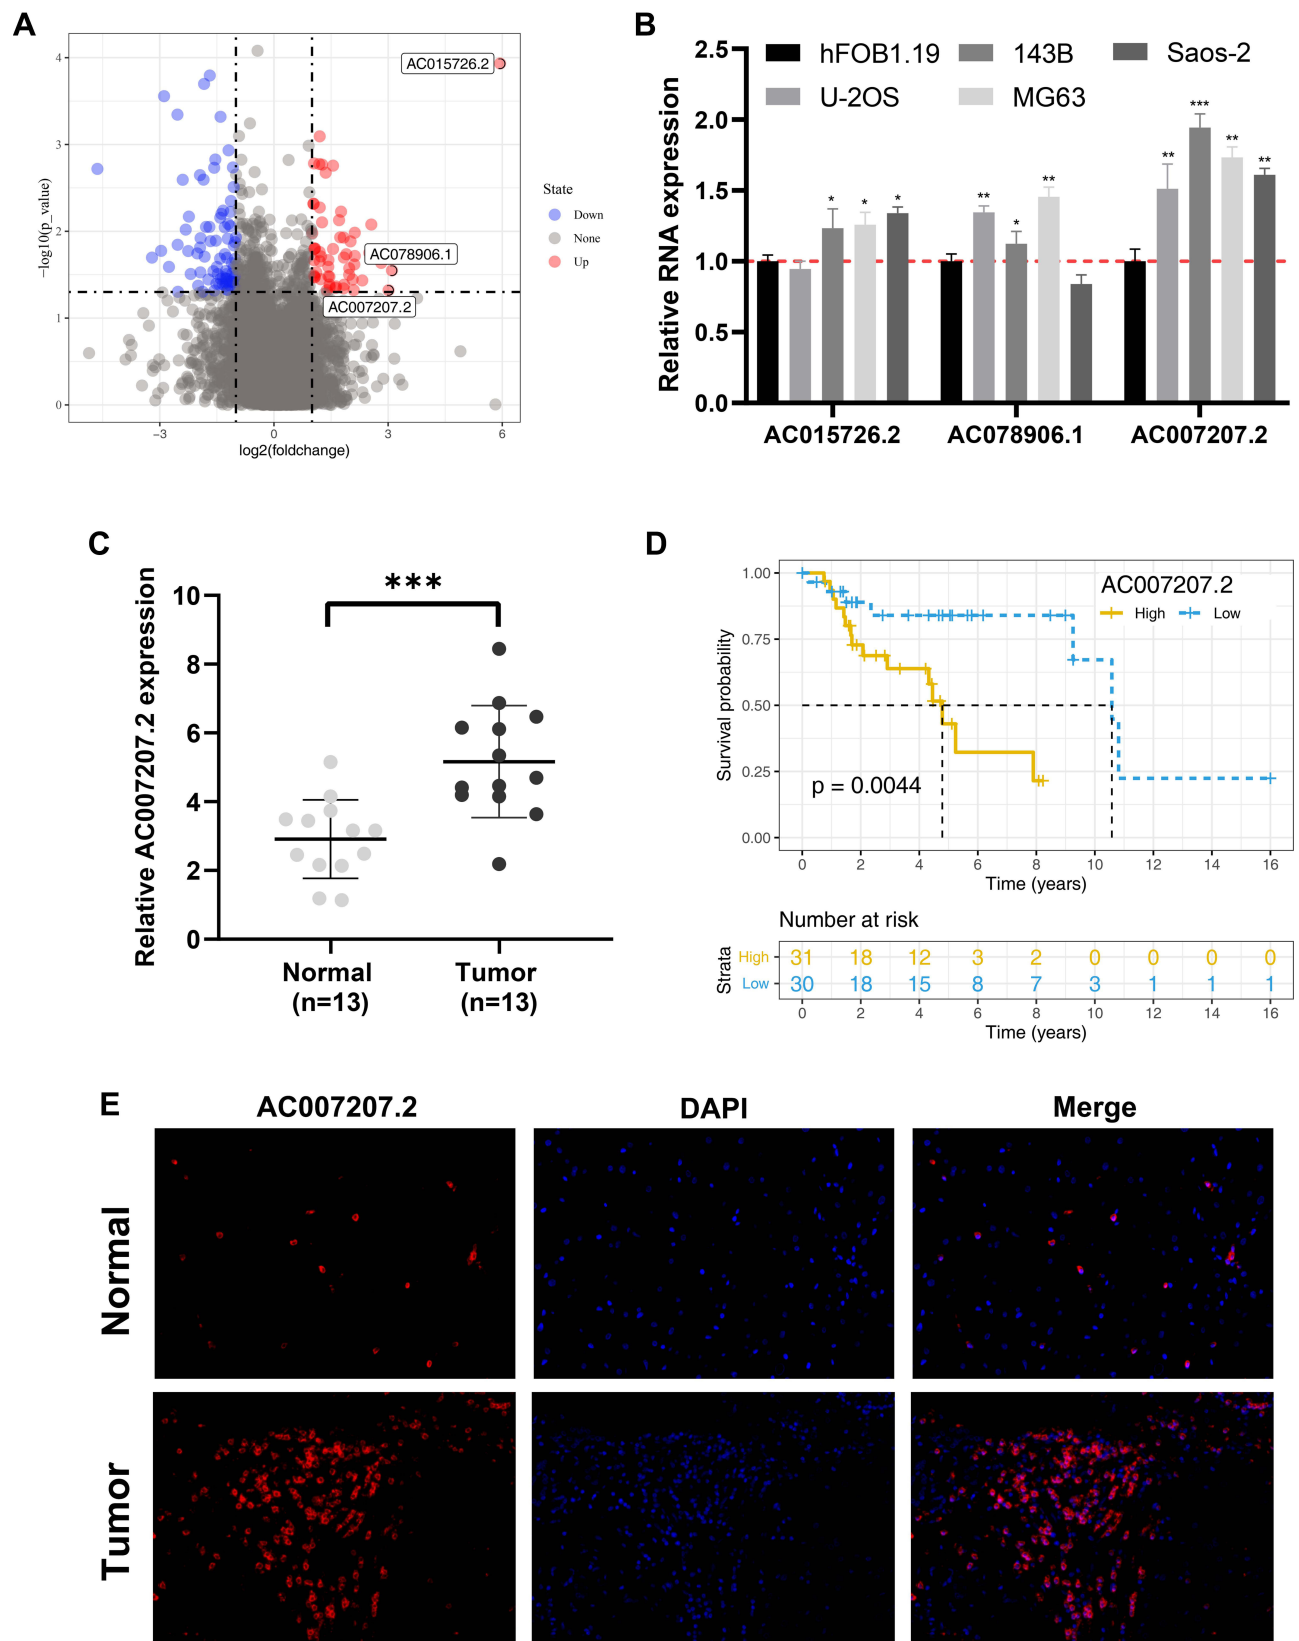 A
4
3
2
1
0
−log10(p_value)
−3
0
3
6
log2(foldchange)
AC015726.2
AC078906.1
AC007207.2
State
Down
None
Up
B
2.5
2.0
1.5
1.0
0.5
0.0
Relative RNA expression
hFOB1.19
143B
Saos-2
U-2OS
MG63
* * *
** * **
** *** ** **
AC015726.2
AC078906.1
AC007207.2
C
10
8
6
4
2
0
Relative AC007207.2 expression
***
Normal
(n=13)
Tumor
(n=13)
D
1.00
0.75
0.50
0.25
0.00
Survival probability
AC007207.2
High
Low
p = 0.0044
0 2 4 6 8 10 12 14 16
Time (years)
Number at risk
Strata
High 31 18 12 3 2 0 0 0 0
Low 30 18 15 8 7 3 1 1 1
0 2 4 6 8 10 12 14 16
Time (years)
E
AC007207.2
DAPI
Merge
Normal
Tumor